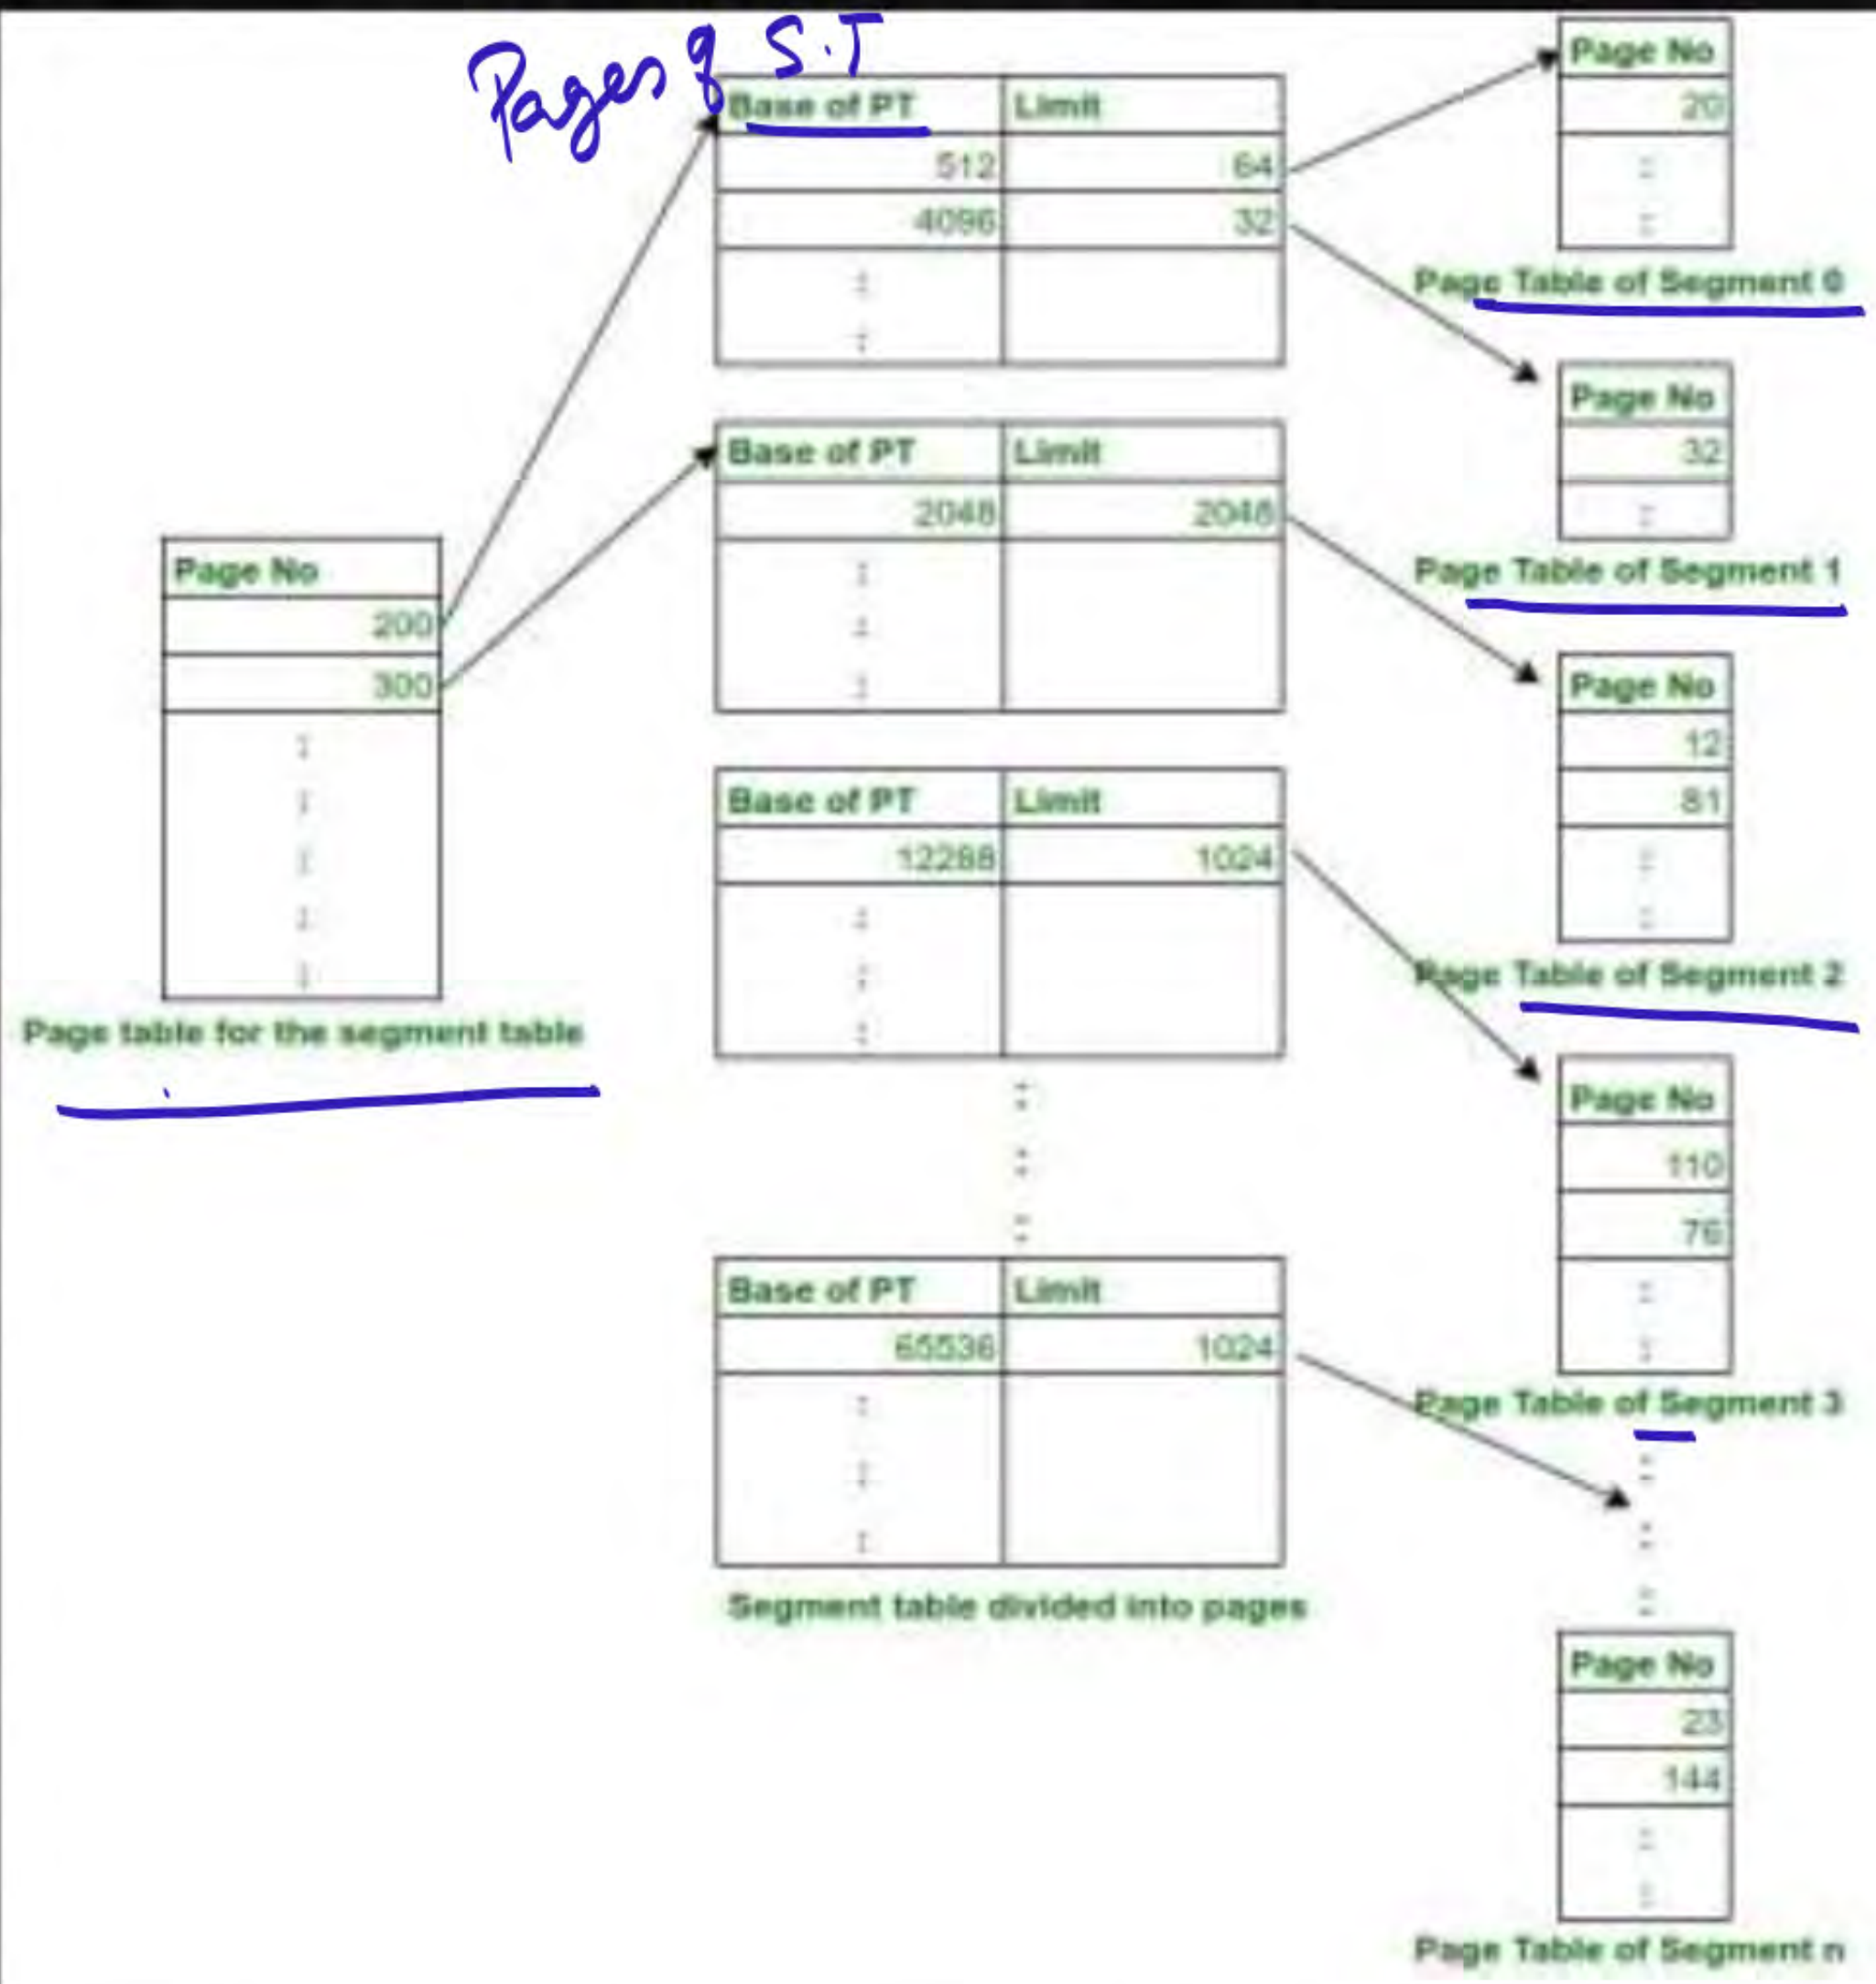 Pages of S.T
Base of PT Limit
512 64
4096 32
:
:
Page No
20
:
:
Page Table of Segment 0
Page No
32
:
Page Table of Segment 1
Base of PT Limit
2048 2048
:
:
:
Page No
200
300
:
:
:
:
:
Page table for the segment table
Page No
12
81
:
:
Page Table of Segment 2
Base of PT Limit
12288 1024
:
:
:
:
:
:
Page No
110
76
:
:
Page Table of Segment 3
:
:
:
Base of PT Limit
65536 1024
:
:
:
Segment table divided into pages
Page No
23
144
:
:
Page Table of Segment n